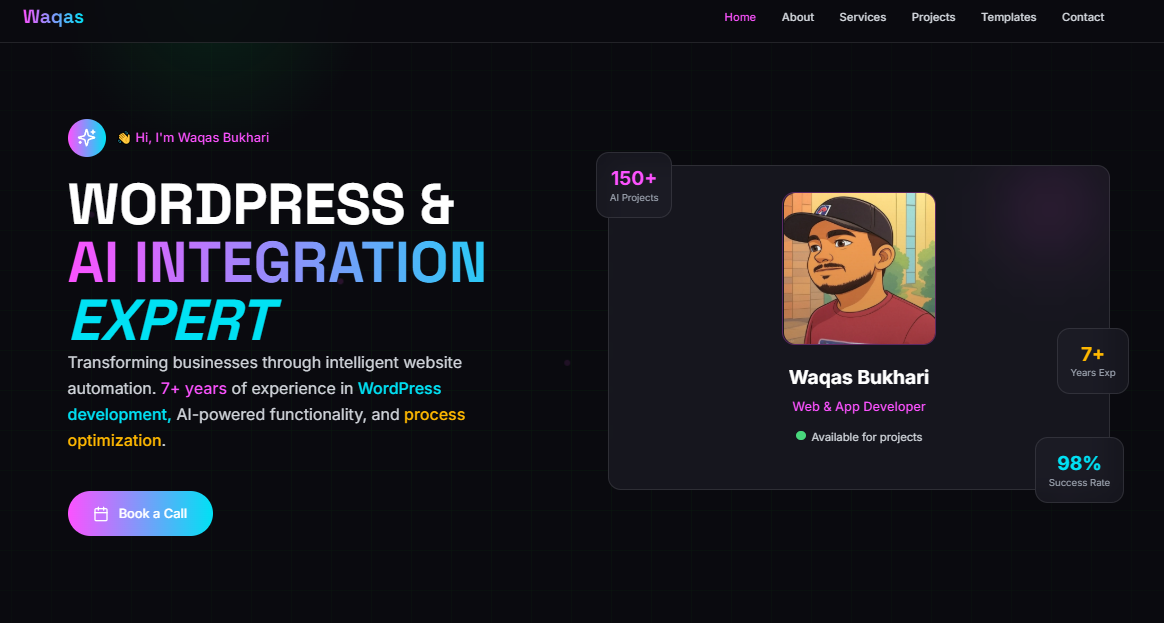 Waqas
Home About Services Projects Templates Contact
👋 Hi, I'm Waqas Bukhari
WORDPRESS &
AI INTEGRATION
EXPERT
Transforming businesses through intelligent website
automation. 7+ years of experience in WordPress
development, AI-powered functionality, and process
optimization.
Book a Call
150+
AI Projects
Waqas Bukhari
Web & App Developer
Available for projects
7+
Years Exp
98%
Success Rate